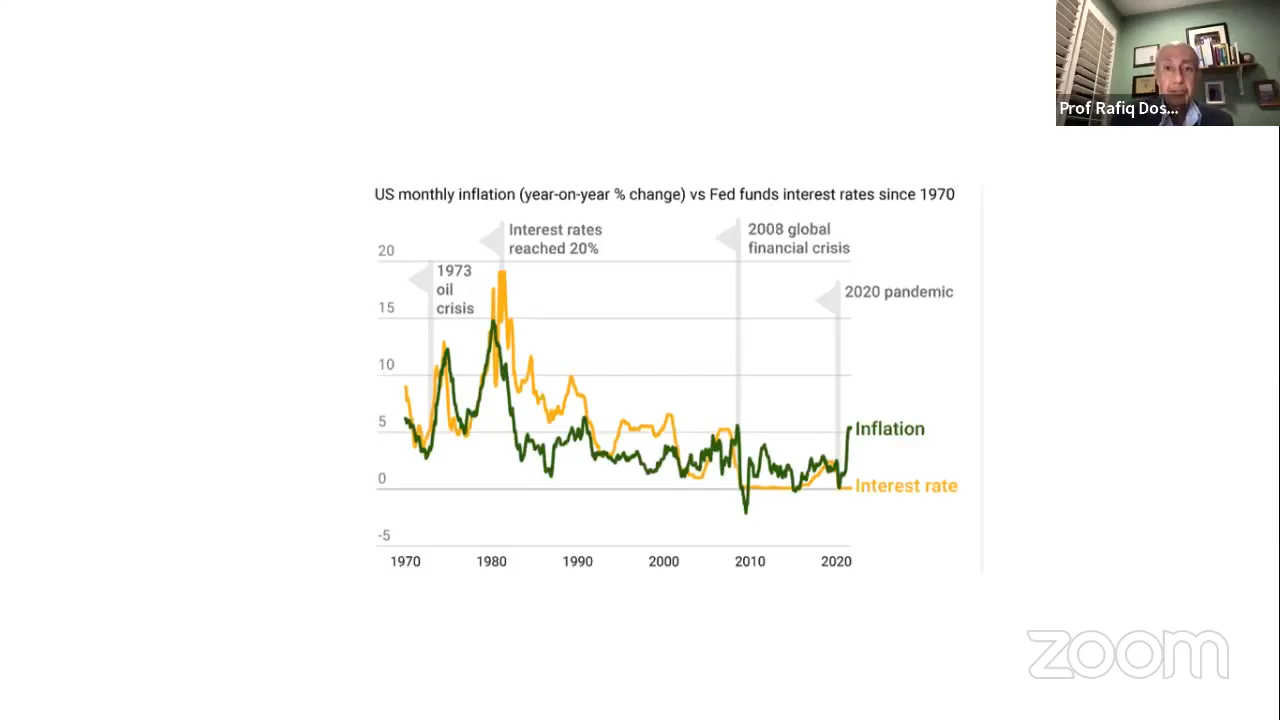 Prof Rafiq Dos...
US monthly inflation (year-on-year % change) vs Fed funds interest rates since 1970
Interest rates
reached 20%
2008 global
financial crisis
20
1973
oil
crisis
2020 pandemic
15
10
5
Inflation
0
Interest rate
-5
1970 1980 1990 2000 2010 2020
zoom